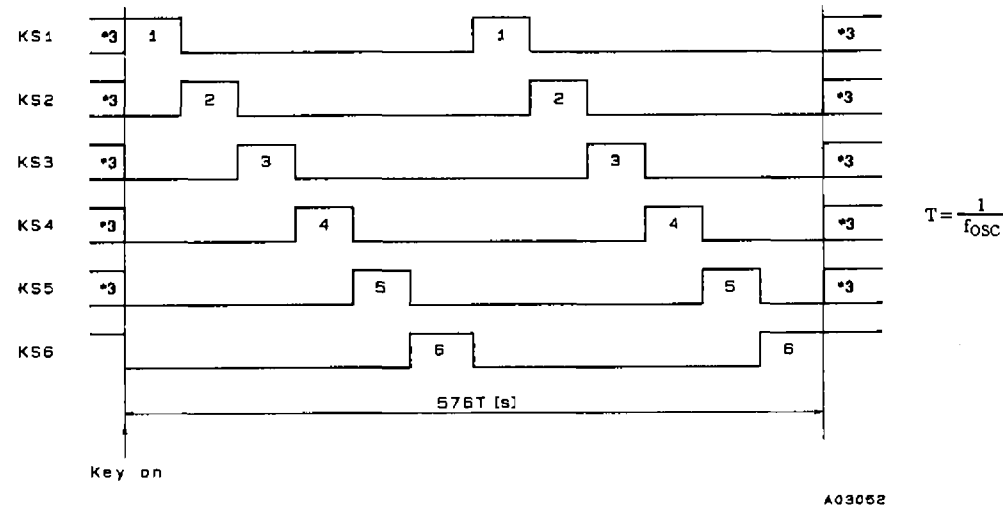 KS1 *3 1 1 *3
KS2 *3 2 2 *3
KS3 *3 3 3 *3
KS4 *3 4 4 *3
KS5 *3 5 5 *3
KS6 6 6
T = 1/fOSC
576T [s]
Key on
A03052